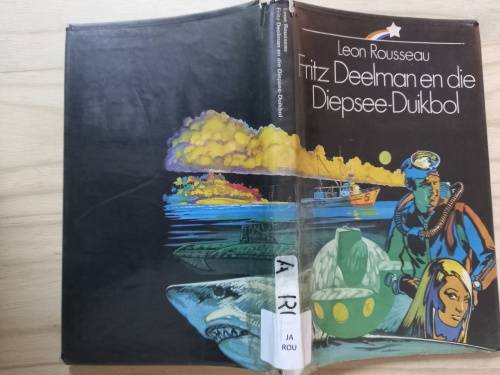 Leon Rousseau
Fritz Deelman en die
Diepsee-Duikbol
Leon Rousseau
Fritz Deelman en die Diepsee-Duikbol
A
JA
ROU